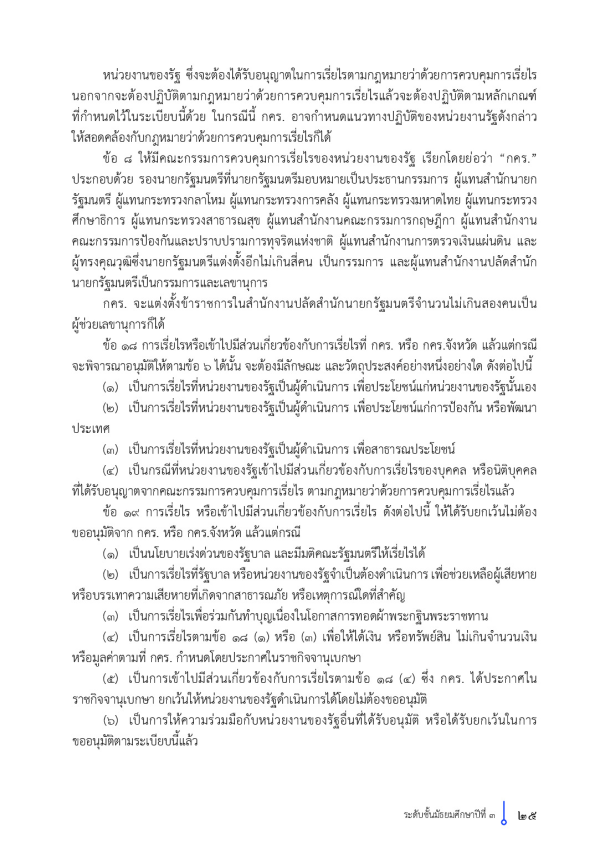 หน่วยงานของรัฐ ซึ่งจะต้องได้รับอนุญาตในการเรี่ยไรตามกฎหมายว่าด้วยการควบคุมการเรี่ยไร
นอกจากจะต้องปฏิบัติตามกฎหมายว่าด้วยการควบคุมการเรี่ยไรแล้วจะต้องปฏิบัติตามหลักเกณฑ์
ที่กำหนดไว้ในระเบียบนี้ด้วย ในกรณีนี้ กคร. อาจกำหนดแนวทางปฏิบัติของหน่วยงานรัฐดังกล่าว
ให้สอดคล้องกับกฎหมายว่าด้วยการควบคุมการเรี่ยไรก็ได้
ข้อ ๘ ให้มีคณะกรรมการควบคุมการเรี่ยไรของหน่วยงานของรัฐ เรียกโดยย่อว่า “กคร.”
ประกอบด้วย รองนายกรัฐมนตรีที่นายกรัฐมนตรีมอบหมายเป็นประธานกรรมการ ผู้แทนสำนักนายก
รัฐมนตรี ผู้แทนกระทรวงกลาโหม ผู้แทนกระทรวงการคลัง ผู้แทนกระทรวงมหาดไทย ผู้แทนกระทรวง
ศึกษาธิการ ผู้แทนกระทรวงสาธารณสุข ผู้แทนสำนักงานคณะกรรมการกฤษฎีกา ผู้แทนสำนักงาน
คณะกรรมการป้องกันและปราบปรามการทุจริตแห่งชาติ ผู้แทนสำนักงานการตรวจเงินแผ่นดิน และ
ผู้ทรงคุณวุฒิซึ่งนายกรัฐมนตรีแต่งตั้งอีกไม่เกินสี่คน เป็นกรรมการ และผู้แทนสำนักงานปลัดสำนัก
นายกรัฐมนตรีเป็นกรรมการและเลขานุการ
กคร. จะแต่งตั้งข้าราชการในสำนักงานปลัดสำนักนายกรัฐมนตรีจำนวนไม่เกินสองคนเป็น
ผู้ช่วยเลขานุการก็ได้
ข้อ ๑๘ การเรี่ยไรหรือเข้าไปมีส่วนเกี่ยวข้องกับการเรี่ยไรที่ กคร. หรือ กคร.จังหวัด แล้วแต่กรณี
จะพิจารณาอนุมัติให้ตามข้อ ๖ ได้นั้น จะต้องมีลักษณะ และวัตถุประสงค์อย่างหนึ่งอย่างใด ดังต่อไปนี้
(๑) เป็นการเรี่ยไรที่หน่วยงานของรัฐเป็นผู้ดำเนินการ เพื่อประโยชน์แก่หน่วยงานของรัฐนั้นเอง
(๒) เป็นการเรี่ยไรที่หน่วยงานของรัฐเป็นผู้ดำเนินการ เพื่อประโยชน์แก่การป้องกัน หรือพัฒนา
ประเทศ
(๓) เป็นการเรี่ยไรที่หน่วยงานของรัฐเป็นผู้ดำเนินการ เพื่อสาธารณประโยชน์
(๔) เป็นกรณีที่หน่วยงานของรัฐเข้าไปมีส่วนเกี่ยวข้องกับการเรี่ยไรของบุคคล หรือนิติบุคคล
ที่ได้รับอนุญาตจากคณะกรรมการควบคุมการเรี่ยไร ตามกฎหมายว่าด้วยการควบคุมการเรี่ยไรแล้ว
ข้อ ๑๙ การเรี่ยไร หรือเข้าไปมีส่วนเกี่ยวข้องกับการเรี่ยไร ดังต่อไปนี้ ให้ได้รับยกเว้นไม่ต้อง
ขออนุมัติจาก กคร. หรือ กคร.จังหวัด แล้วแต่กรณี
(๑) เป็นนโยบายเร่งด่วนของรัฐบาล และมีมติคณะรัฐมนตรีให้เรี่ยไรได้
(๒) เป็นการเรี่ยไรที่รัฐบาล หรือหน่วยงานของรัฐจำเป็นต้องดำเนินการ เพื่อช่วยเหลือผู้เสียหาย
หรือบรรเทาความเสียหายที่เกิดจากสาธารณภัย หรือเหตุการณ์ใดที่สำคัญ
(๓) เป็นการเรี่ยไรเพื่อร่วมกันทำบุญเนื่องในโอกาสการทอดผ้าพระกฐินพระราชทาน
(๔) เป็นการเรี่ยไรตามข้อ ๑๘ (๑) หรือ (๓) เพื่อให้ได้เงิน หรือทรัพย์สิน ไม่เกินจำนวนเงิน
หรือมูลค่าตามที่ กคร. กำหนดโดยประกาศในราชกิจจานุเบกษา
(๕) เป็นการเข้าไปมีส่วนเกี่ยวข้องกับการเรี่ยไรตามข้อ ๑๘ (๔) ซึ่ง กคร. ได้ประกาศใน
ราชกิจจานุเบกษา ยกเว้นให้หน่วยงานของรัฐดำเนินการได้โดยไม่ต้องขออนุมัติ
(๖) เป็นการให้ความร่วมมือกับหน่วยงานของรัฐอื่นที่ได้รับอนุมัติ หรือได้รับยกเว้นในการ
ขออนุมัติตามระเบียบนี้แล้ว
ระดับชั้นมัธยมศึกษาปีที่ ๓ ๒๕